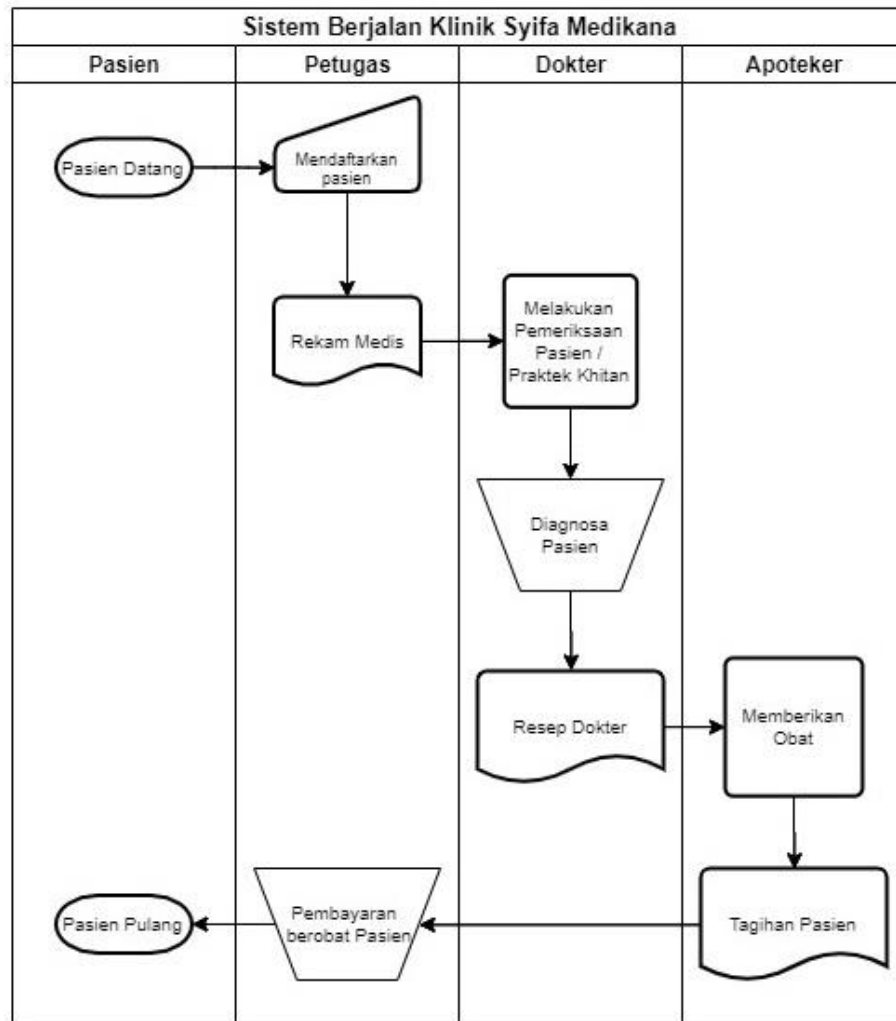 Sistem Berjalan Klinik Syifa Medikana
Pasien
Petugas
Dokter
Apoteker
Pasien Datang
Mendaftarkan
pasien
Rekam Medis
Melakukan
Pemeriksaan
Pasien /
Praktek Khitan
Diagnosa
Pasien
Resep Dokter
Memberikan
Obat
Tagihan Pasien
Pembayaran
berobat Pasien
Pasien Pulang